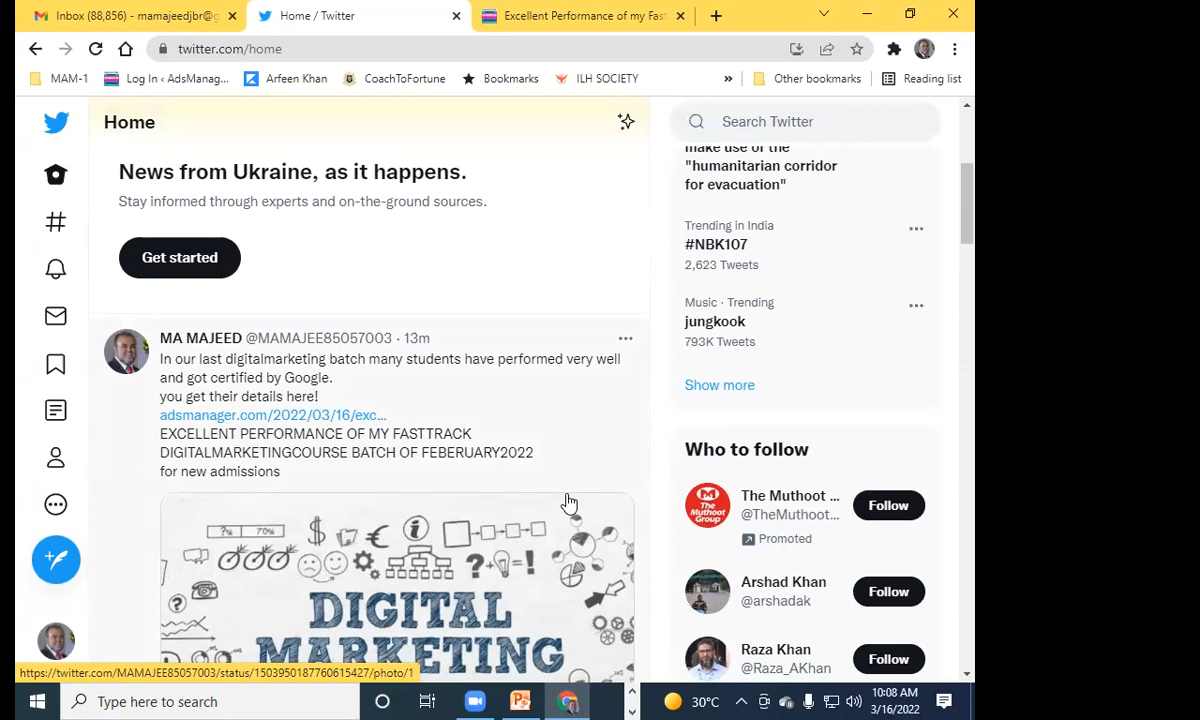 Inbox (88,856) - mamajeedjbr@g
Home / Twitter
Excellent Performance of my Fast
twitter.com/home
MAM-1
Log In ‹ AdsManag...
Arfeen Khan
CoachToFortune
Bookmarks
ILH SOCIETY
»
Other bookmarks
Reading list
Home
Search Twitter
make use of the
"humanitarian corridor
for evacuation"
News from Ukraine, as it happens.
Stay informed through experts and on-the-ground sources.
Get started
Trending in India
#NBK107
2,623 Tweets
Music · Trending
jungkook
793K Tweets
Show more
MA MAJEED @MAMAJEE85057003 · 13m
In our last digitalmarketing batch many students have performed very well
and got certified by Google.
you get their details here!
adsmanager.com/2022/03/16/exc...
EXCELLENT PERFORMANCE OF MY FASTTRACK
DIGITALMARKETINGCOURSE BATCH OF FEBERUARY2022
for new admissions
?% 70%
DIGITAL
MARKETING
Who to follow
The Muthoot ...
@TheMuthoot...
Follow
Promoted
The Muthoot Group
Arshad Khan
@arshadak
Follow
Raza Khan
@Raza_AKhan
Follow
https://twitter.com/MAMAJEE85057003/status/1503950187760615427/photo/1
Type here to search
30°C
10:08 AM
3/16/2022